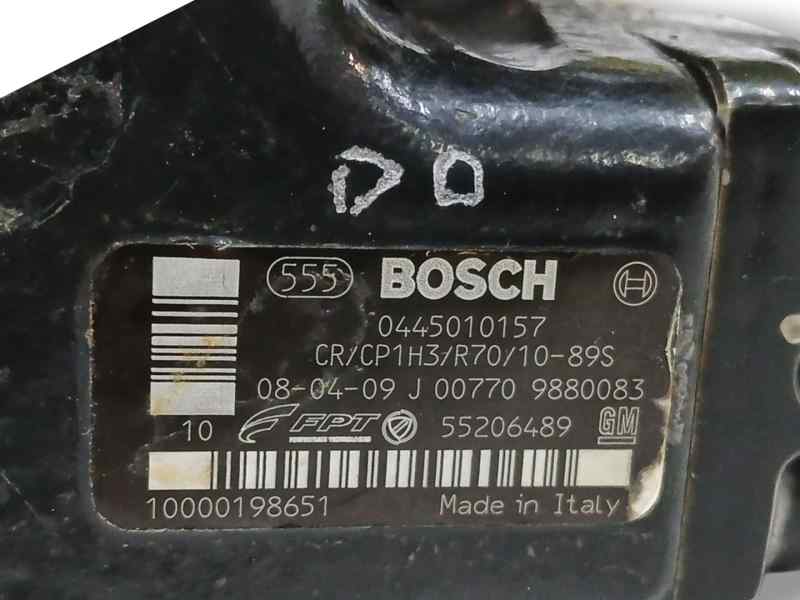 DO
555 BOSCH
0445010157
CR/CP1H3/R70/10-89S
08-04-09 J 00770 9880083
10 FPT 55206489 GM
10000198651 Made in Italy